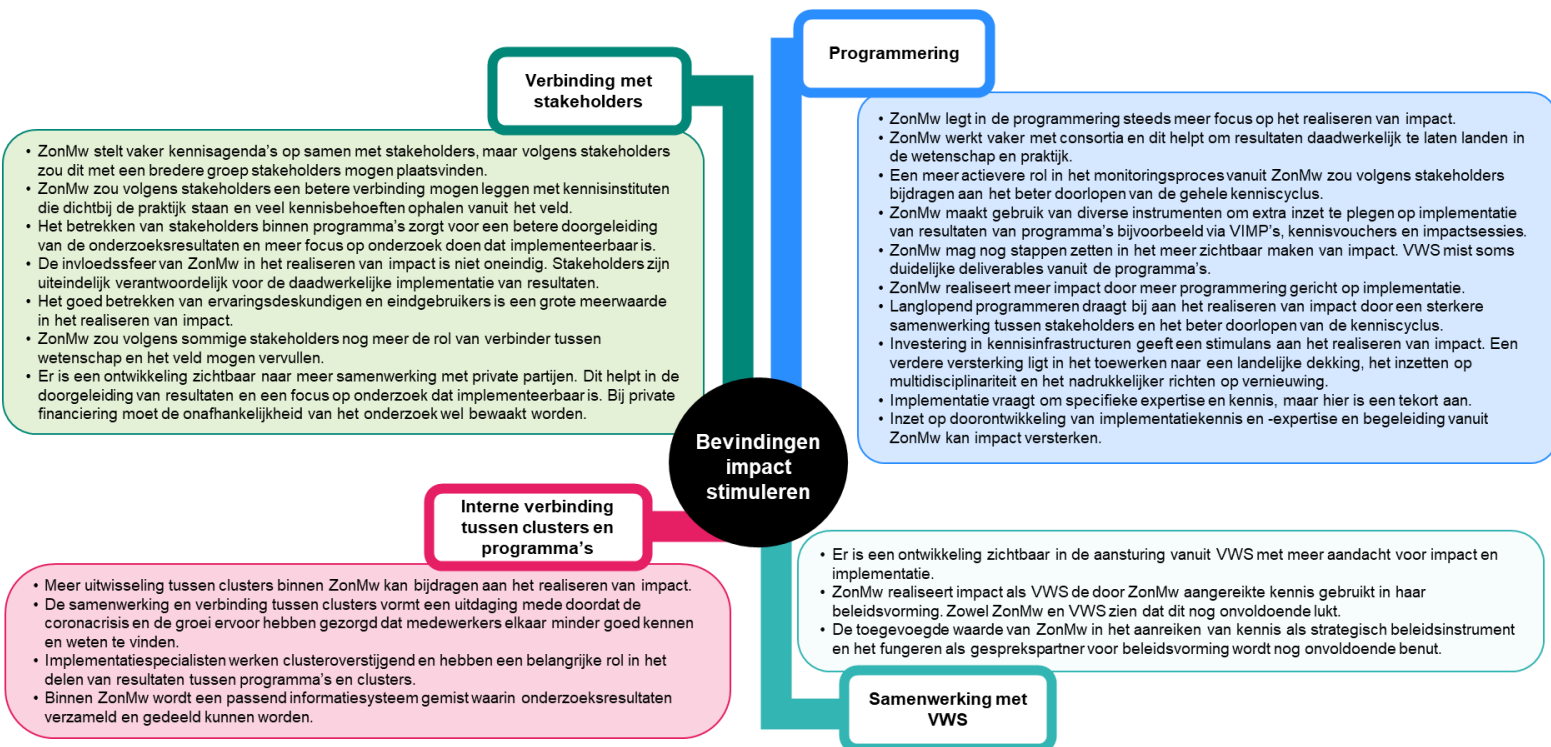 Verbinding met
stakeholders
• ZonMw stelt vaker kennisagenda's op samen met stakeholders, maar volgens stakeholders
zou dit met een bredere groep stakeholders mogen plaatsvinden.
• ZonMw zou volgens stakeholders een betere verbinding mogen leggen met kennisinstituten
die dichtbij de praktijk staan en veel kennisbehoeften ophalen vanuit het veld.
• Het betrekken van stakeholders binnen programma's zorgt voor een betere doorgeleiding
van de onderzoeksresultaten en meer focus op onderzoek doen dat implementeerbaar is.
• De invloedssfeer van ZonMw in het realiseren van impact is niet oneindig. Stakeholders zijn
uiteindelijk verantwoordelijk voor de daadwerkelijke implementatie van resultaten.
• Het goed betrekken van ervaringsdeskundigen en eindgebruikers is een grote meerwaarde
in het realiseren van impact.
• ZonMw zou volgens sommige stakeholders nog meer de rol van verbinder tussen
wetenschap en het veld mogen vervullen.
• Er is een ontwikkeling zichtbaar naar meer samenwerking met private partijen. Dit helpt in de
doorgeleiding van resultaten en een focus op onderzoek dat implementeerbaar is. Bij private
financiering moet de onafhankelijkheid van het onderzoek wel bewaakt worden.
Programmering
• ZonMw legt in de programmering steeds meer focus op het realiseren van impact.
• ZonMw werkt vaker met consortia en dit helpt om resultaten daadwerkelijk te laten landen in
de wetenschap en praktijk.
• Een meer actievere rol in het monitoringsproces vanuit ZonMw zou volgens stakeholders
bijdragen aan het beter doorlopen van de gehele kenniscyclus.
• ZonMw maakt gebruik van diverse instrumenten om extra inzet te plegen op implementatie
van resultaten van programma's bijvoorbeeld via VIMP's, kennisvouchers en impactsessies.
• ZonMw mag nog stappen zetten in het meer zichtbaar maken van impact. VWS mist soms
duidelijke deliverables vanuit de programma's.
• ZonMw realiseert meer impact door meer programmering gericht op implementatie.
• Langlopend programmeren draagt bij aan het realiseren van impact door een sterkere
samenwerking tussen stakeholders en het beter doorlopen van de kenniscyclus.
• Investering in kennisinfrastructuren geeft een stimulans aan het realiseren van impact. Een
verdere versterking ligt in het toewerken naar een landelijke dekking, het inzetten op
multidisciplinariteit en het nadrukkelijker richten op vernieuwing.
• Implementatie vraagt om specifieke expertise en kennis, maar hier is een tekort aan.
• Inzet op doorontwikkeling van implementatiekennis en -expertise en begeleiding vanuit
ZonMw kan impact versterken.
Bevindingen
impact
stimuleren
Interne verbinding
tussen clusters en
programma's
• Meer uitwisseling tussen clusters binnen ZonMw kan bijdragen aan het realiseren van impact.
• De samenwerking en verbinding tussen clusters vormt een uitdaging mede doordat de
coronacrisis en de groei ervoor hebben gezorgd dat medewerkers elkaar minder goed kennen
en weten te vinden.
• Implementatiespecialisten werken clusteroverstijgend en hebben een belangrijke rol in het
delen van resultaten tussen programma's en clusters.
• Binnen ZonMw wordt een passend informatiesysteem gemist waarin onderzoeksresultaten
verzameld en gedeeld kunnen worden.
• Er is een ontwikkeling zichtbaar in de aansturing vanuit VWS met meer aandacht voor impact en
implementatie.
• ZonMw realiseert impact als VWS de door ZonMw aangereikte kennis gebruikt in haar
beleidsvorming. Zowel ZonMw en VWS zien dat dit nog onvoldoende lukt.
• De toegevoegde waarde van ZonMw in het aanreiken van kennis als strategisch beleidsinstrument
en het fungeren als gesprekspartner voor beleidsvorming wordt nog onvoldoende benut.
Samenwerking met
VWS